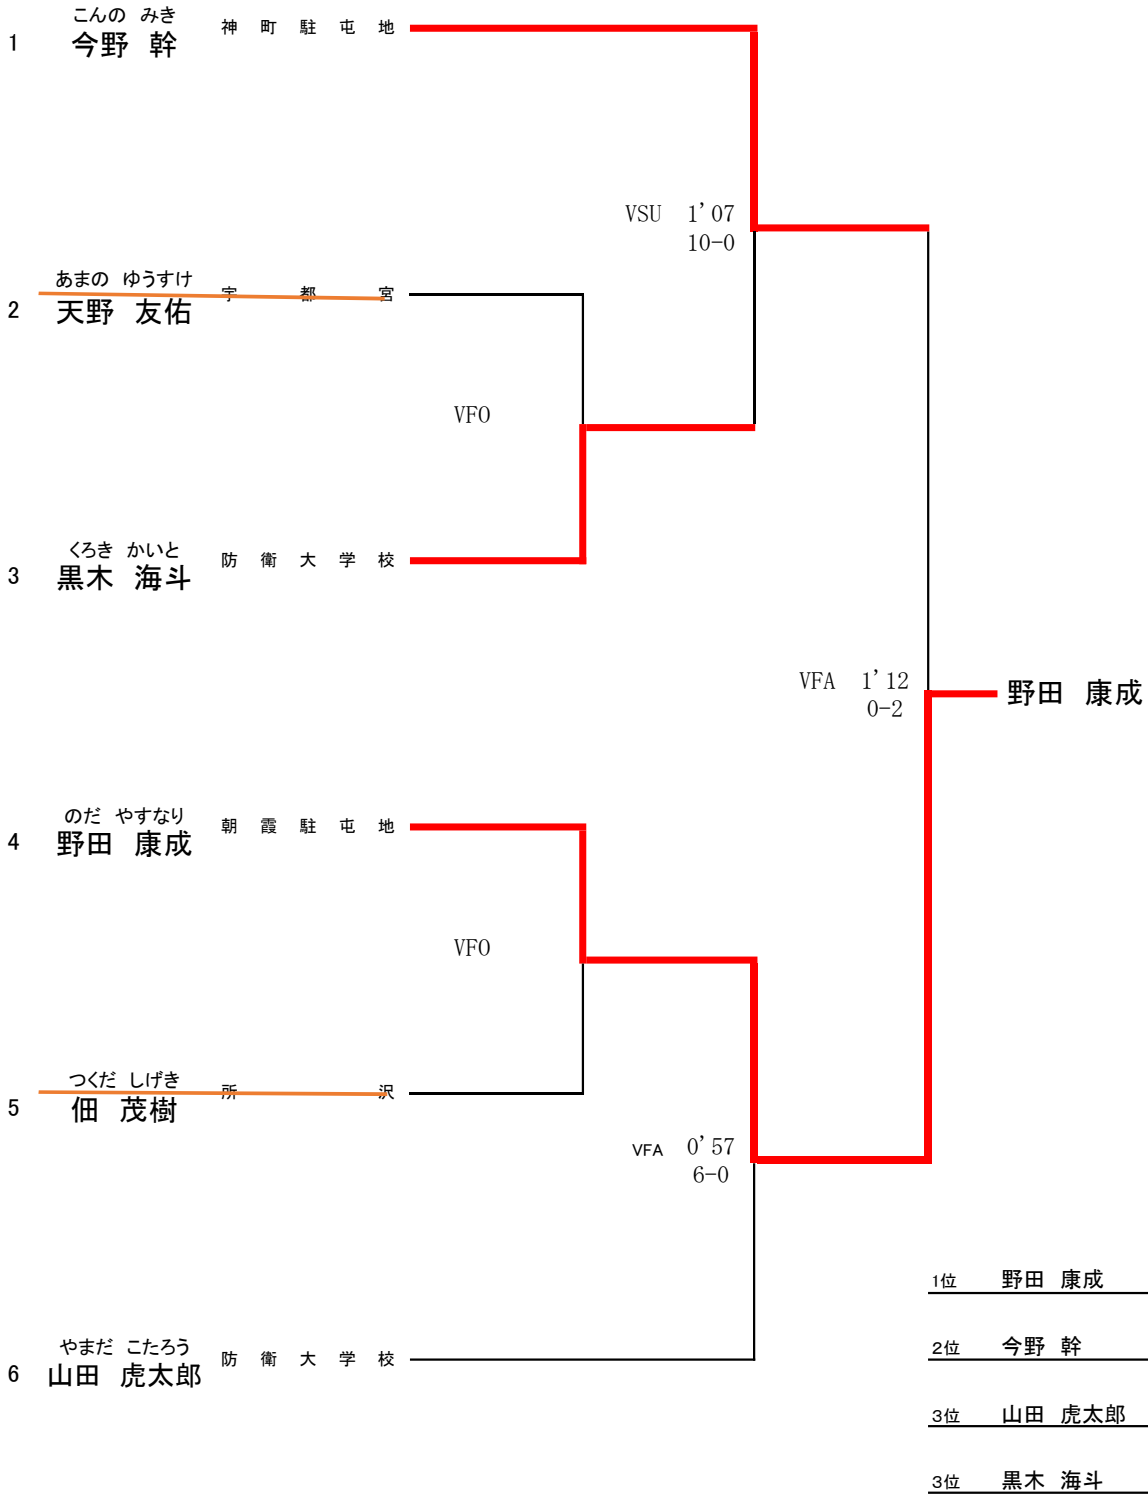 こんの みき
1 今野 幹 神町駐屯地
VSU 1’07
10-0
あまの ゆうすけ
2 天野 友佑 宇都宮
VFO
くろき かいと
3 黒木 海斗 防衛大学校
VFA 1’12
0-2
野田 康成
のだ やすなり
4 野田 康成 朝霞駐屯地
VFO
つくだ しげき
5 佃 茂樹 所沢
VFA 0’57
6-0
やまだ こたろう
6 山田 虎太郎 防衛大学校
1位 野田 康成
2位 今野 幹
3位 山田 虎太郎
3位 黒木 海斗